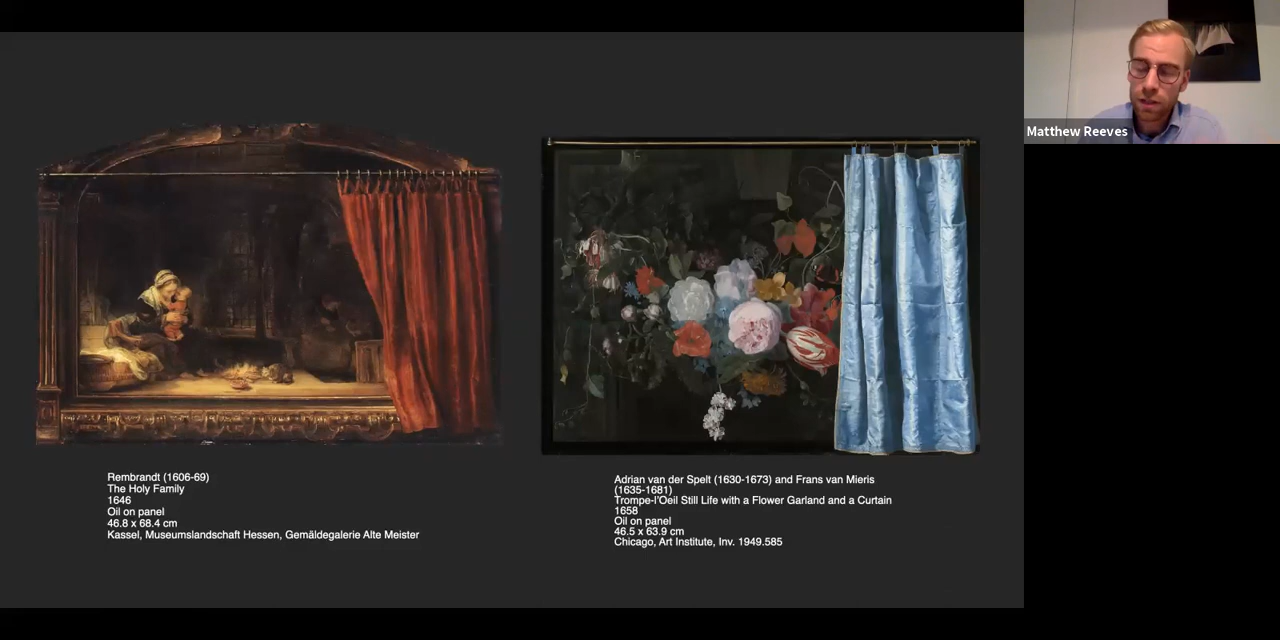 Matthew Reeves
Rembrandt (1606-69)
The Holy Family
1646
Oil on panel
46.8 x 68.4 cm
Kassel, Museumslandschaft Hessen, Gemäldegalerie Alte Meister
Adrian van der Spelt (1630-1673) and Frans van Mieris
(1635-1681)
Trompe-l'Oeil Still Life with a Flower Garland and a Curtain
1658
Oil on panel
46.5 x 63.9 cm
Chicago, Art Institute, Inv. 1949.585